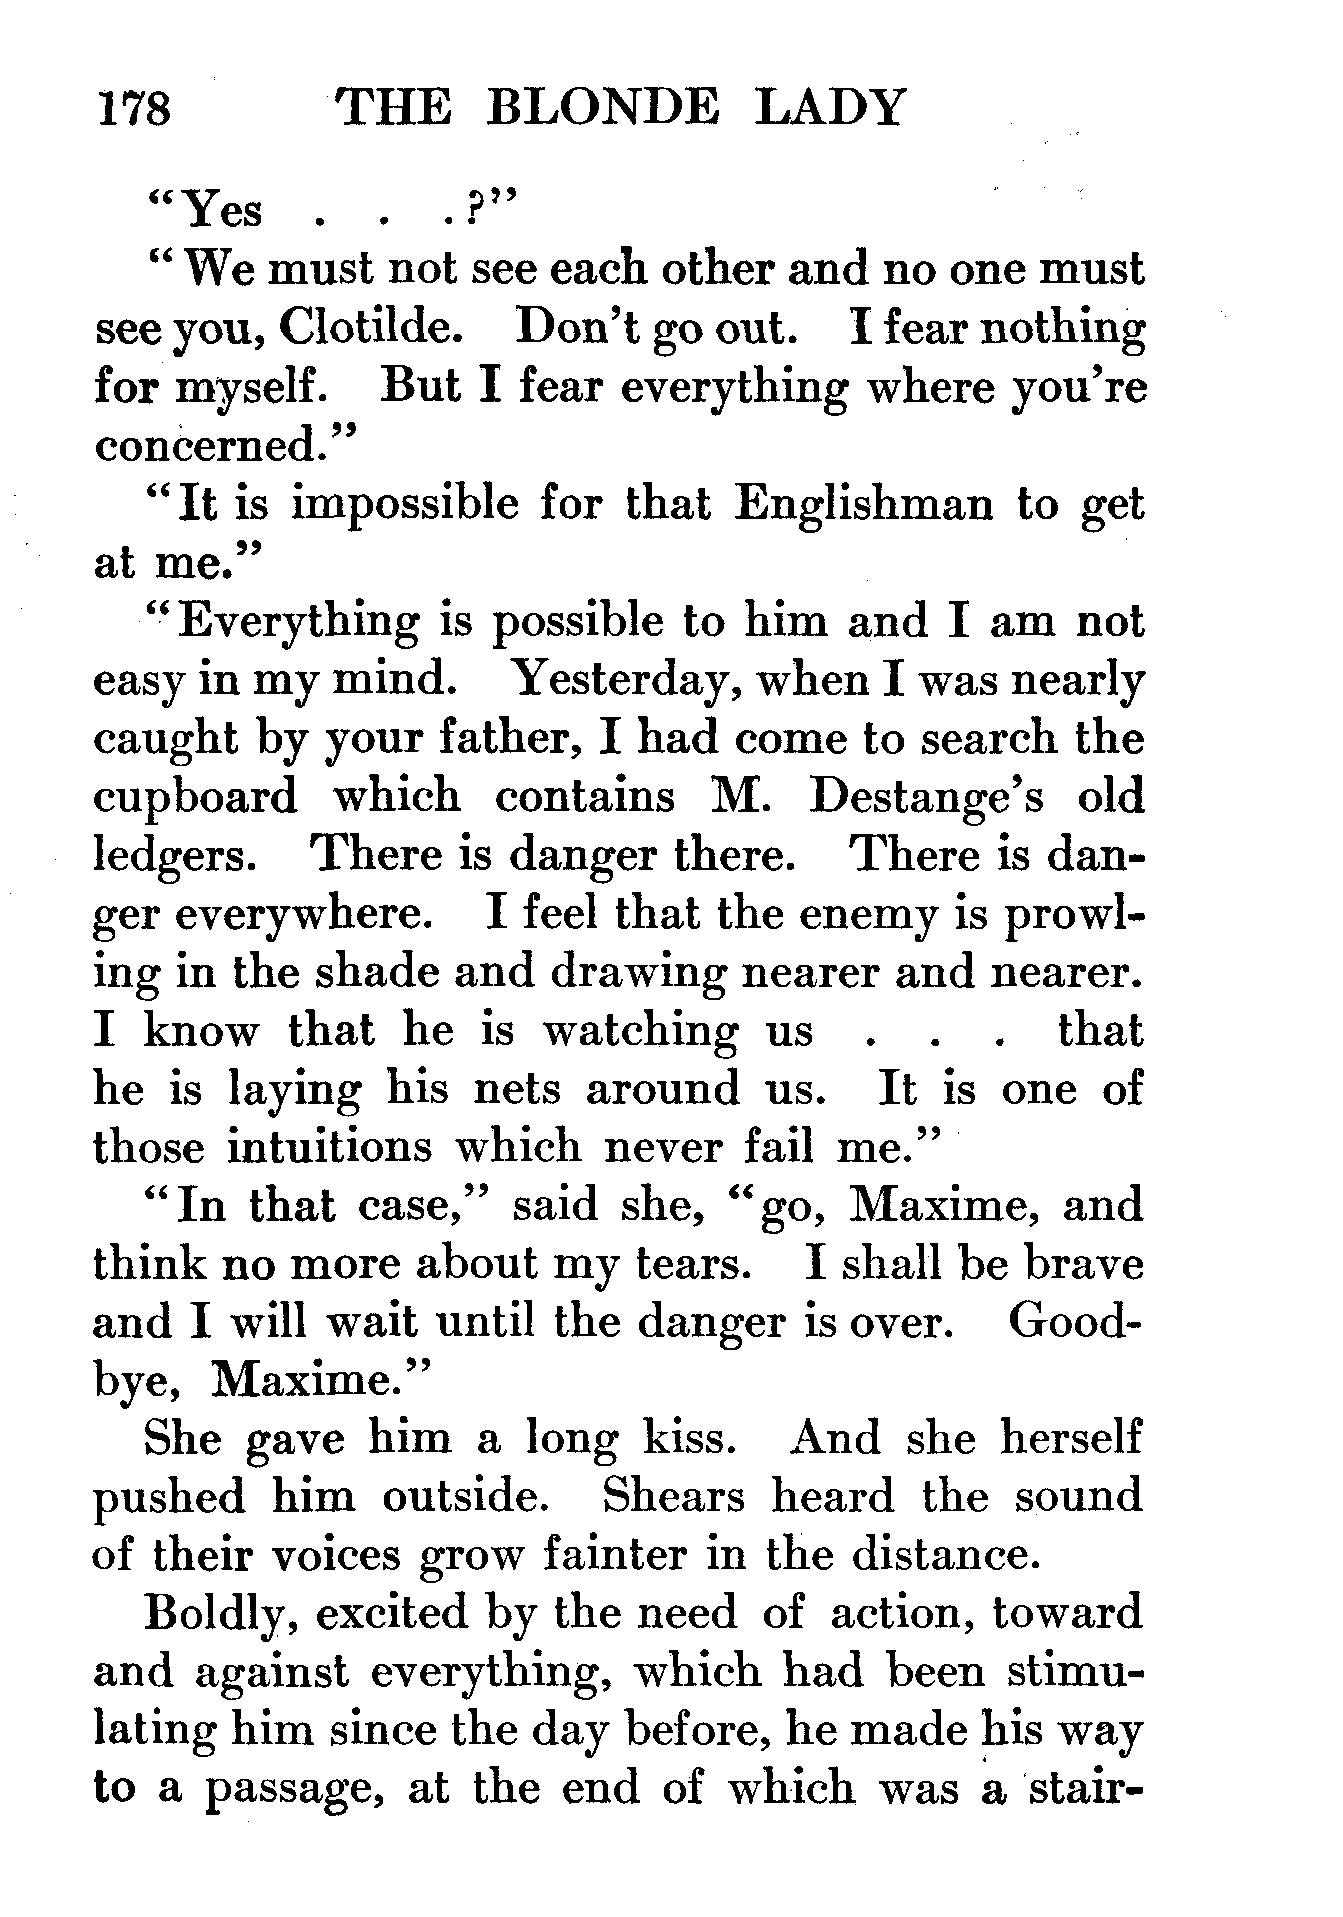 178 THE BLONDE LADY
“Yes . . . ?”
“We must not see each other and no one must
see you, Clotilde. Don’t go out. I fear nothing
for myself. But I fear everything where you’re
concerned.”
“It is impossible for that Englishman to get
at me.”
“Everything is possible to him and I am not
easy in my mind. Yesterday, when I was nearly
caught by your father, I had come to search the
cupboard which contains M. Destange’s old
ledgers. There is danger there. There is dan-
ger everywhere. I feel that the enemy is prowl-
ing in the shade and drawing nearer and nearer.
I know that he is watching us . . . that
he is laying his nets around us. It is one of
those intuitions which never fail me.”
“In that case,” said she, “go, Maxime, and
think no more about my tears. I shall be brave
and I will wait until the danger is over. Good-
bye, Maxime.”
She gave him a long kiss. And she herself
pushed him outside. Shears heard the sound
of their voices grow fainter in the distance.
Boldly, excited by the need of action, toward
and against everything, which had been stimu-
lating him since the day before, he made his way
to a passage, at the end of which was a stair-